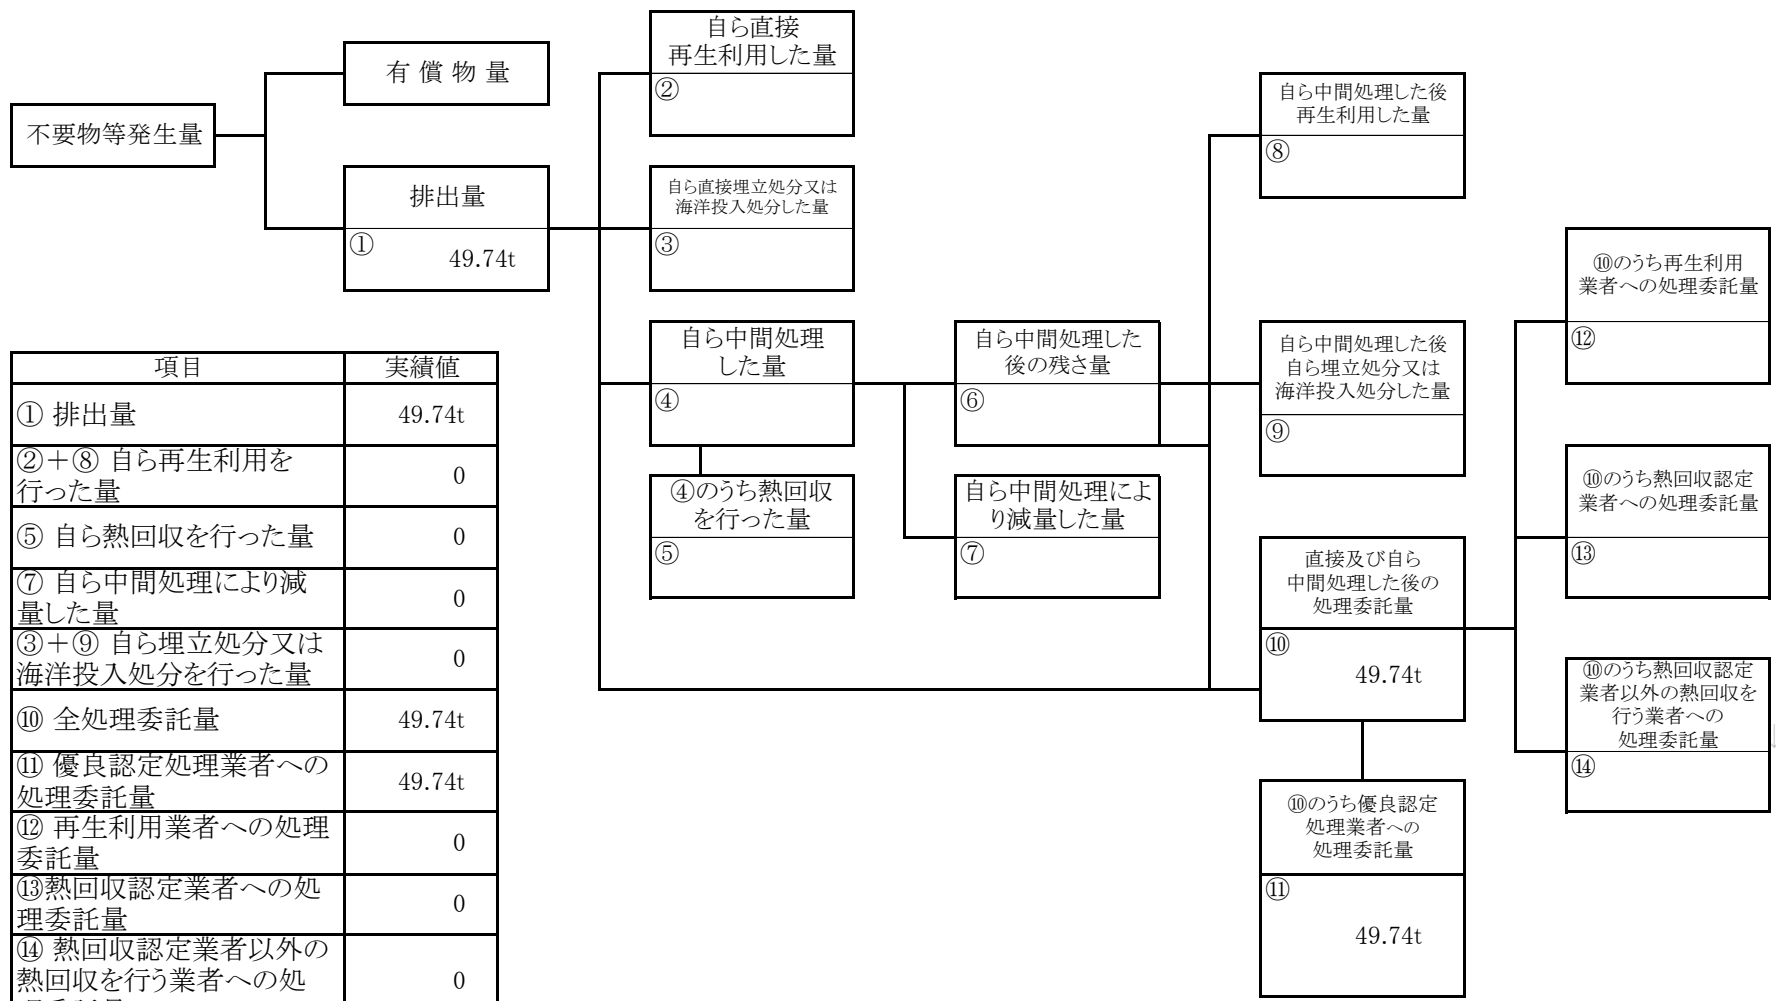 自ら直接
再生利用した量
②
有 償 物 量
不要物等発生量
排出量
①
49.74t
自ら直接埋立処分又は
海洋投入処分した量
③
自ら中間処理した後
再生利用した量
⑧
⑩のうち再生利用
業者への処理委託量
⑫
自ら中間処理
した量
④
自ら中間処理した
後の残さ量
⑥
自ら中間処理した後
自ら埋立処分又は
海洋投入処分した量
⑨
④のうち熱回収
を行った量
⑤
自ら中間処理によ
り減量した量
⑦
⑩のうち熱回収認定
業者への処理委託量
⑬
直接及び自ら
中間処理した後の
処理委託量
⑩
49.74t
⑩のうち熱回収認定
業者以外の熱回収を
行う業者への
処理委託量
⑭
⑩のうち優良認定
処理業者への
処理委託量
⑪
49.74t
項目 実績値
① 排出量 49.74t
②＋⑧ 自ら再生利用を
行った量 0
⑤ 自ら熱回収を行った量 0
⑦ 自ら中間処理により減
量した量 0
③＋⑨ 自ら埋立処分又は
海洋投入処分を行った量 0
⑩ 全処理委託量 49.74t
⑪ 優良認定処理業者への
処理委託量 49.74t
⑫ 再生利用業者への処理
委託量 0
⑬熱回収認定業者への処
理委託量 0
⑭ 熱回収認定業者以外の
熱回収を行う業者への処 0